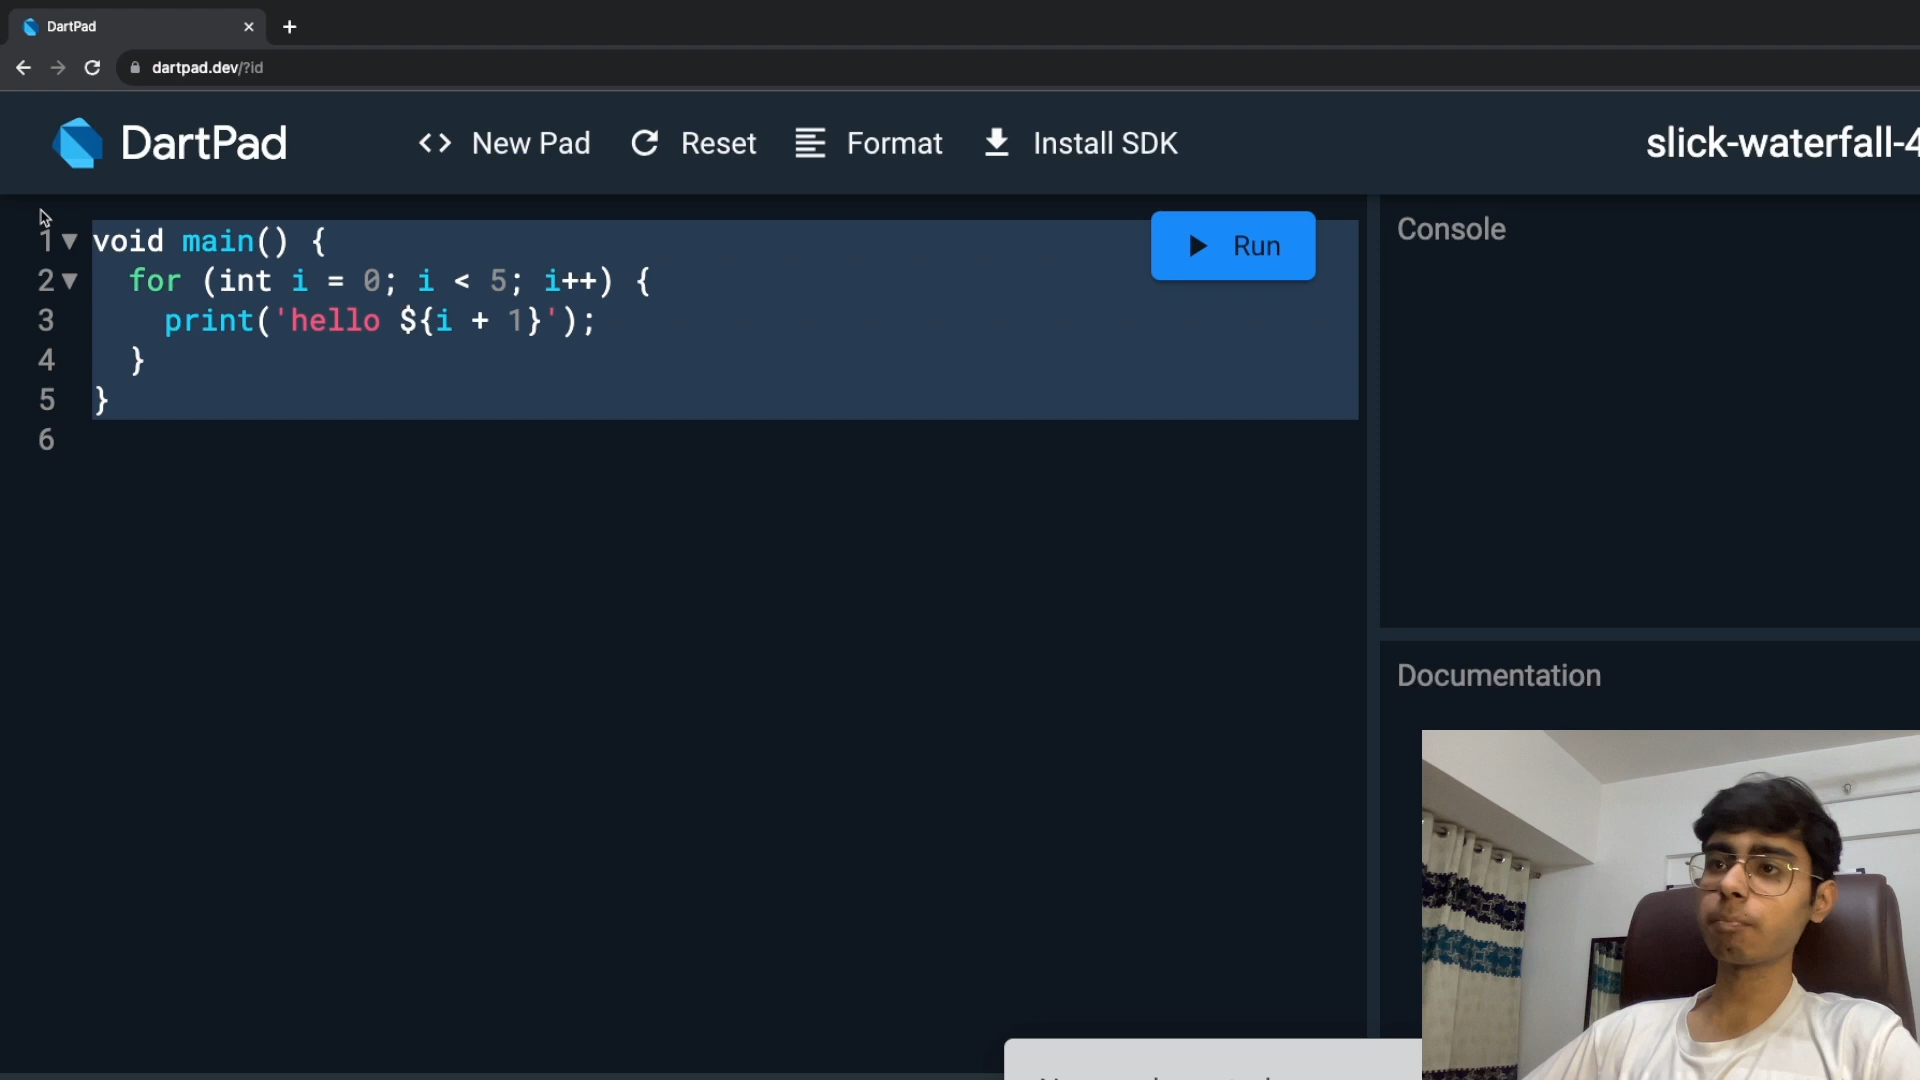 DartPad
dartpad.dev/?id
DartPad
New Pad
Reset
Format
Install SDK
slick-waterfall-4
1 void main() {
2 for (int i = 0; i < 5; i++) {
3 print('hello ${i + 1}');
4 }
5 }
6
Run
Console
Documentation